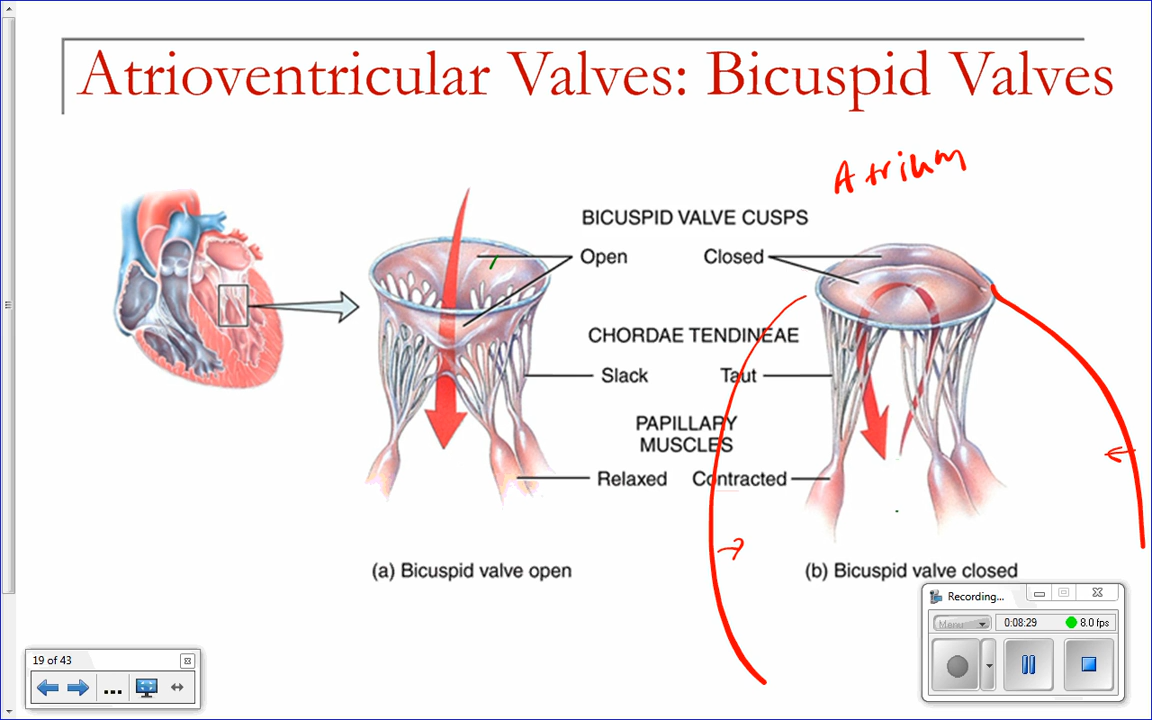 Atrioventricular Valves: Bicuspid Valves
Atrium
BICUSPID VALVE CUSPS
Open Closed
CHORDAE TENDINEAE
Slack Taut
PAPILLARY
MUSCLES
Relaxed Contracted
(a) Bicuspid valve open (b) Bicuspid valve closed
Recording...
Menu 0:08:29 8.0 fps
19 of 43
...